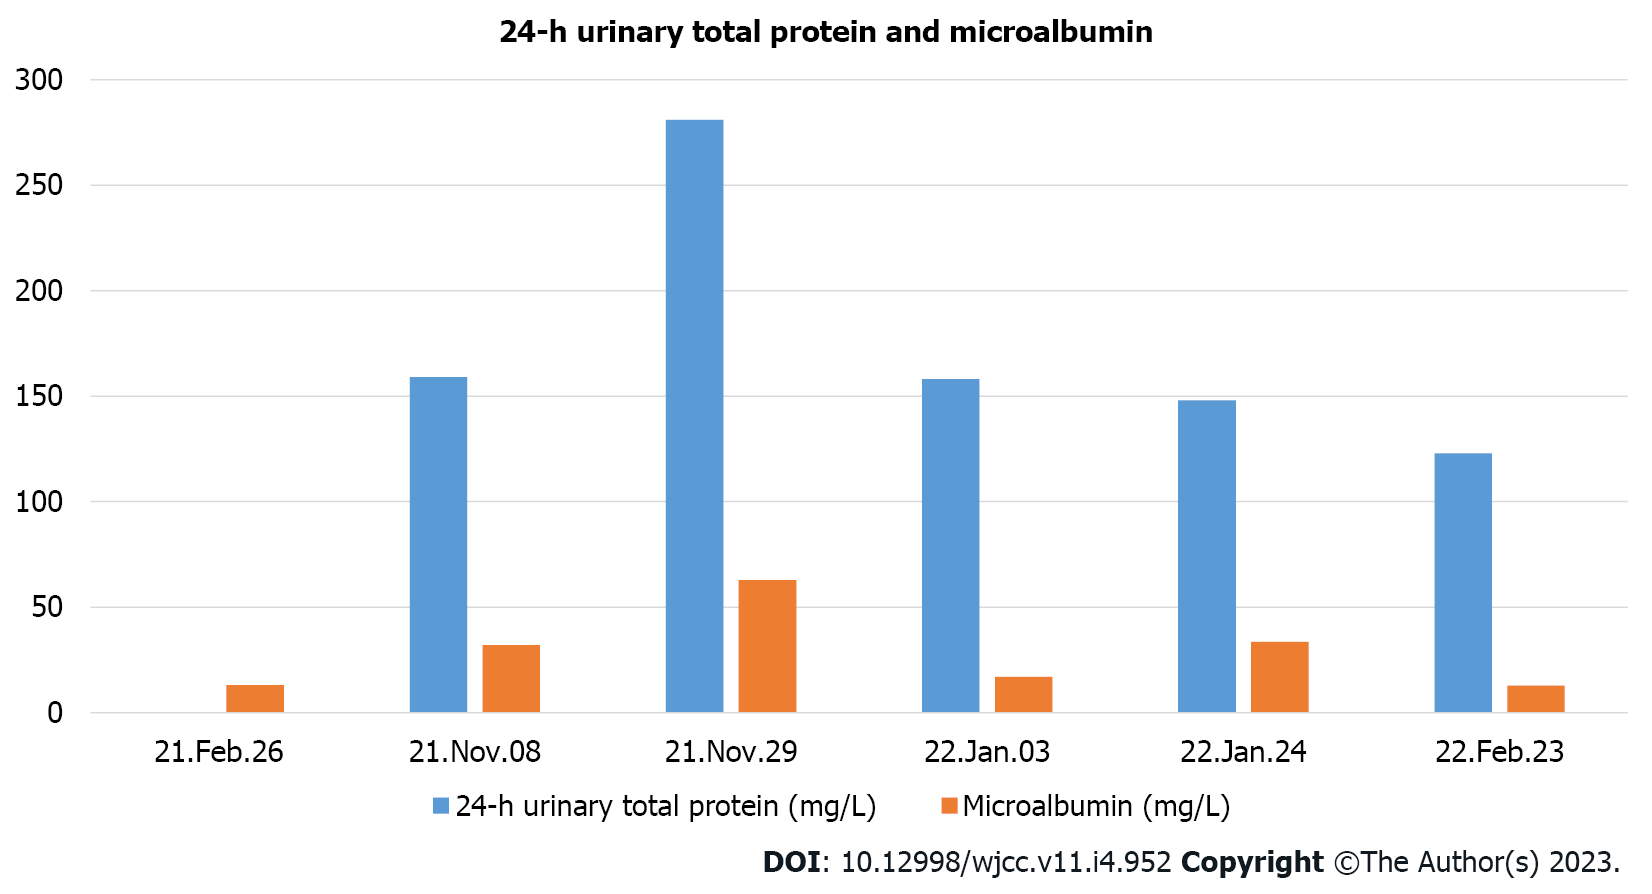 24-h urinary total protein and microalbumin
300
250
200
150
100
50
0
21.Feb.26 21.Nov.08 21.Nov.29 22.Jan.03 22.Jan.24 22.Feb.23
24-h urinary total protein (mg/L) Microalbumin (mg/L)
DOI: 10.12998/wjcc.v11.i4.952 Copyright ©The Author(s) 2023.